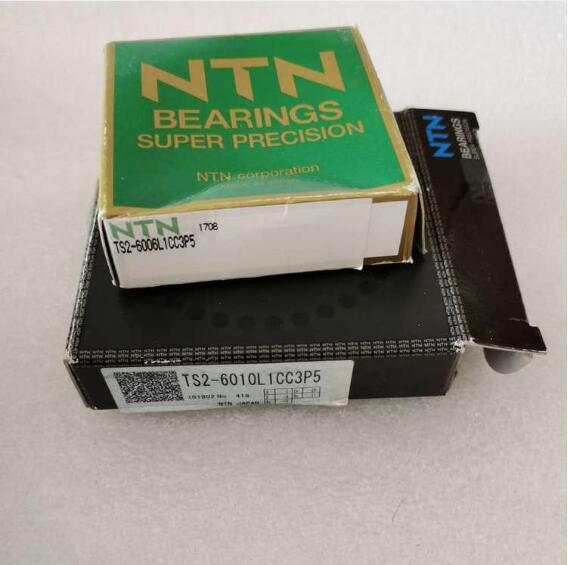 NTN
BEARINGS
SUPER PRECISION
NTN corporation
NTN 1708
TS2-6006L1CC3P5
NTN
BEARINGS
TS2-6010L1CC3P5
NTN JAPAN